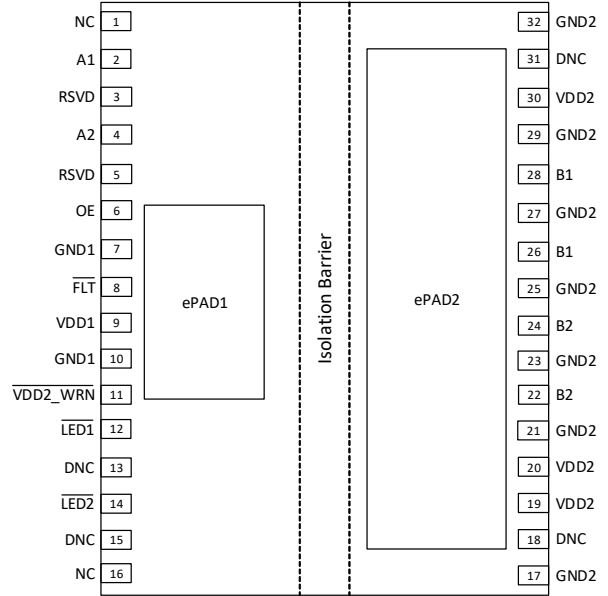 NC 1
A1 2
RSVD 3
A2 4
RSVD 5
OE 6
GND1 7
FLT 8
VDD1 9
GND1 10
VDD2_WRN 11
LED1 12
DNC 13
LED2 14
DNC 15
NC 16
ePAD1
Isolation Barrier
ePAD2
32 GND2
31 DNC
30 VDD2
29 GND2
28 B1
27 GND2
26 B1
25 GND2
24 B2
23 GND2
22 B2
21 GND2
20 VDD2
19 VDD2
18 DNC
17 GND2